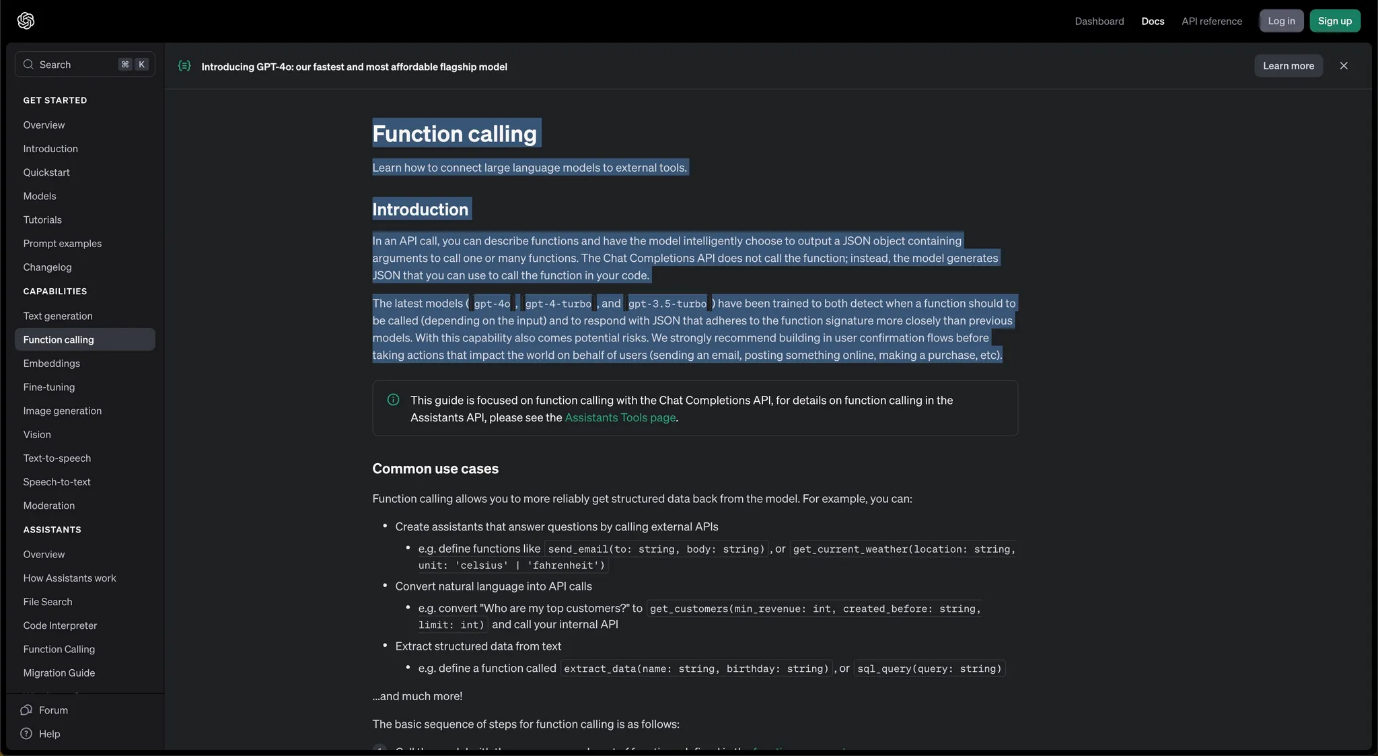 Dashboard
Docs
API reference
Log in
Sign up
Search
⌘
K
GET STARTED
Overview
Introduction
Quickstart
Models
Tutorials
Prompt examples
Changelog
CAPABILITIES
Text generation
Function calling
Embeddings
Fine-tuning
Image generation
Vision
Text-to-speech
Speech-to-text
Moderation
ASSISTANTS
Overview
How Assistants work
File Search
Code Interpreter
Function Calling
Migration Guide
Forum
Help
Introducing GPT-4o: our fastest and most affordable flagship model
Learn more
Function calling
Learn how to connect large language models to external tools.
Introduction
In an API call, you can describe functions and have the model intelligently choose to output a JSON object containing
arguments to call one or many functions. The Chat Completions API does not call the function; instead, the model generates
JSON that you can use to call the function in your code.
The latest models ( gpt-4o , gpt-4-turbo , and gpt-3.5-turbo ) have been trained to both detect when a function should to
be called (depending on the input) and to respond with JSON that adheres to the function signature more closely than previous
models. With this capability also comes potential risks. We strongly recommend building in user confirmation flows before
taking actions that impact the world on behalf of users (sending an email, posting something online, making a purchase, etc).
This guide is focused on function calling with the Chat Completions API, for details on function calling in the
Assistants API, please see the Assistants Tools page.
Common use cases
Function calling allows you to more reliably get structured data back from the model. For example, you can:
• Create assistants that answer questions by calling external APIs
• e.g. define functions like send_email(to: string, body: string) , or get_current_weather(location: string,
unit: 'celsius' | 'fahrenheit')
• Convert natural language into API calls
• e.g. convert "Who are my top customers?" to get_customers(min_revenue: int, created_before: string,
limit: int) and call your internal API
• Extract structured data from text
• e.g. define a function called extract_data(name: string, birthday: string) , or sql_query(query: string)
...and much more!
The basic sequence of steps for function calling is as follows: